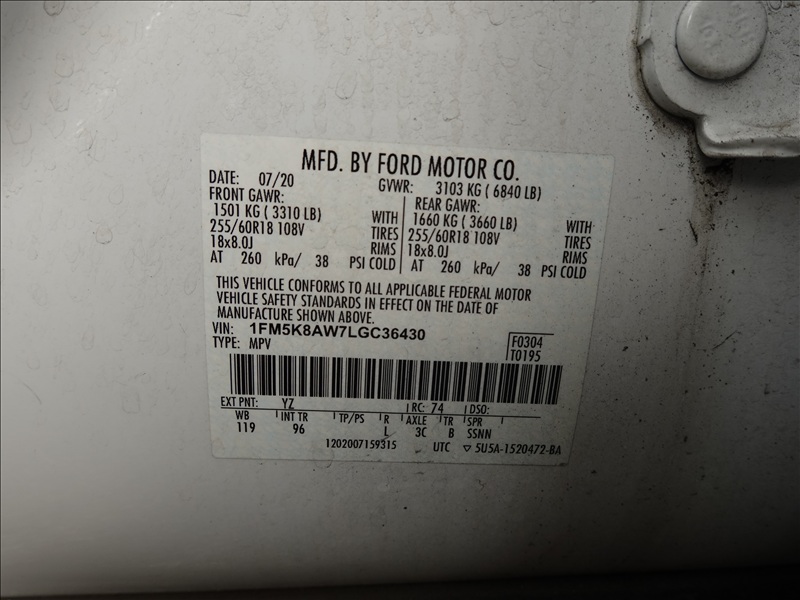 MFD. BY FORD MOTOR CO.
DATE: 07/20 GVWR: 3103 KG ( 6840 LB)
FRONT GAWR: REAR GAWR:
1501 KG ( 3310 LB) WITH 1660 KG ( 3660 LB) WITH
255/60R18 108V TIRES 255/60R18 108V TIRES
18x8.0J RIMS 18x8.0J RIMS
AT 260 kPa/ 38 PSI COLD AT 260 kPa/ 38 PSI COLD
THIS VEHICLE CONFORMS TO ALL APPLICABLE FEDERAL MOTOR
VEHICLE SAFETY STANDARDS IN EFFECT ON THE DATE OF
MANUFACTURE SHOWN ABOVE.
VIN: 1FM5K8AW7LGC36430
TYPE: MPV
F0304
T0195
EXT PNT: YZ RC: 74 DSO:
WB INT TR TP/PS R AXLE TR SPR
119 96 L 3C B SSNN
1202007159315 UTC ▽ 5U5A-1520472-BA